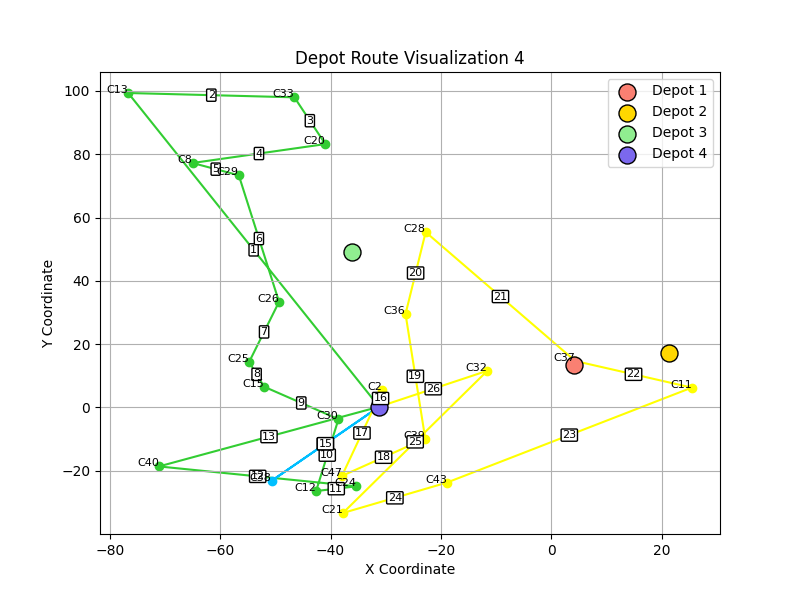 Depot Route Visualization 4
Depot 1
Depot 2
Depot 3
Depot 4
100
80
60
40
20
0
−20
−80
−60
−40
−20
0
20
X Coordinate
Y Coordinate
C13
2
C33
3
C20
4
C8
5
C29
6
1
C28
20
C26
21
C36
7
C25
8
C15
C37
22
C11
C32
19
26
C2
16
9
C30
17
13
15
25
23
10
18
C40
12
C47
C24
C12
11
C43
24
C21